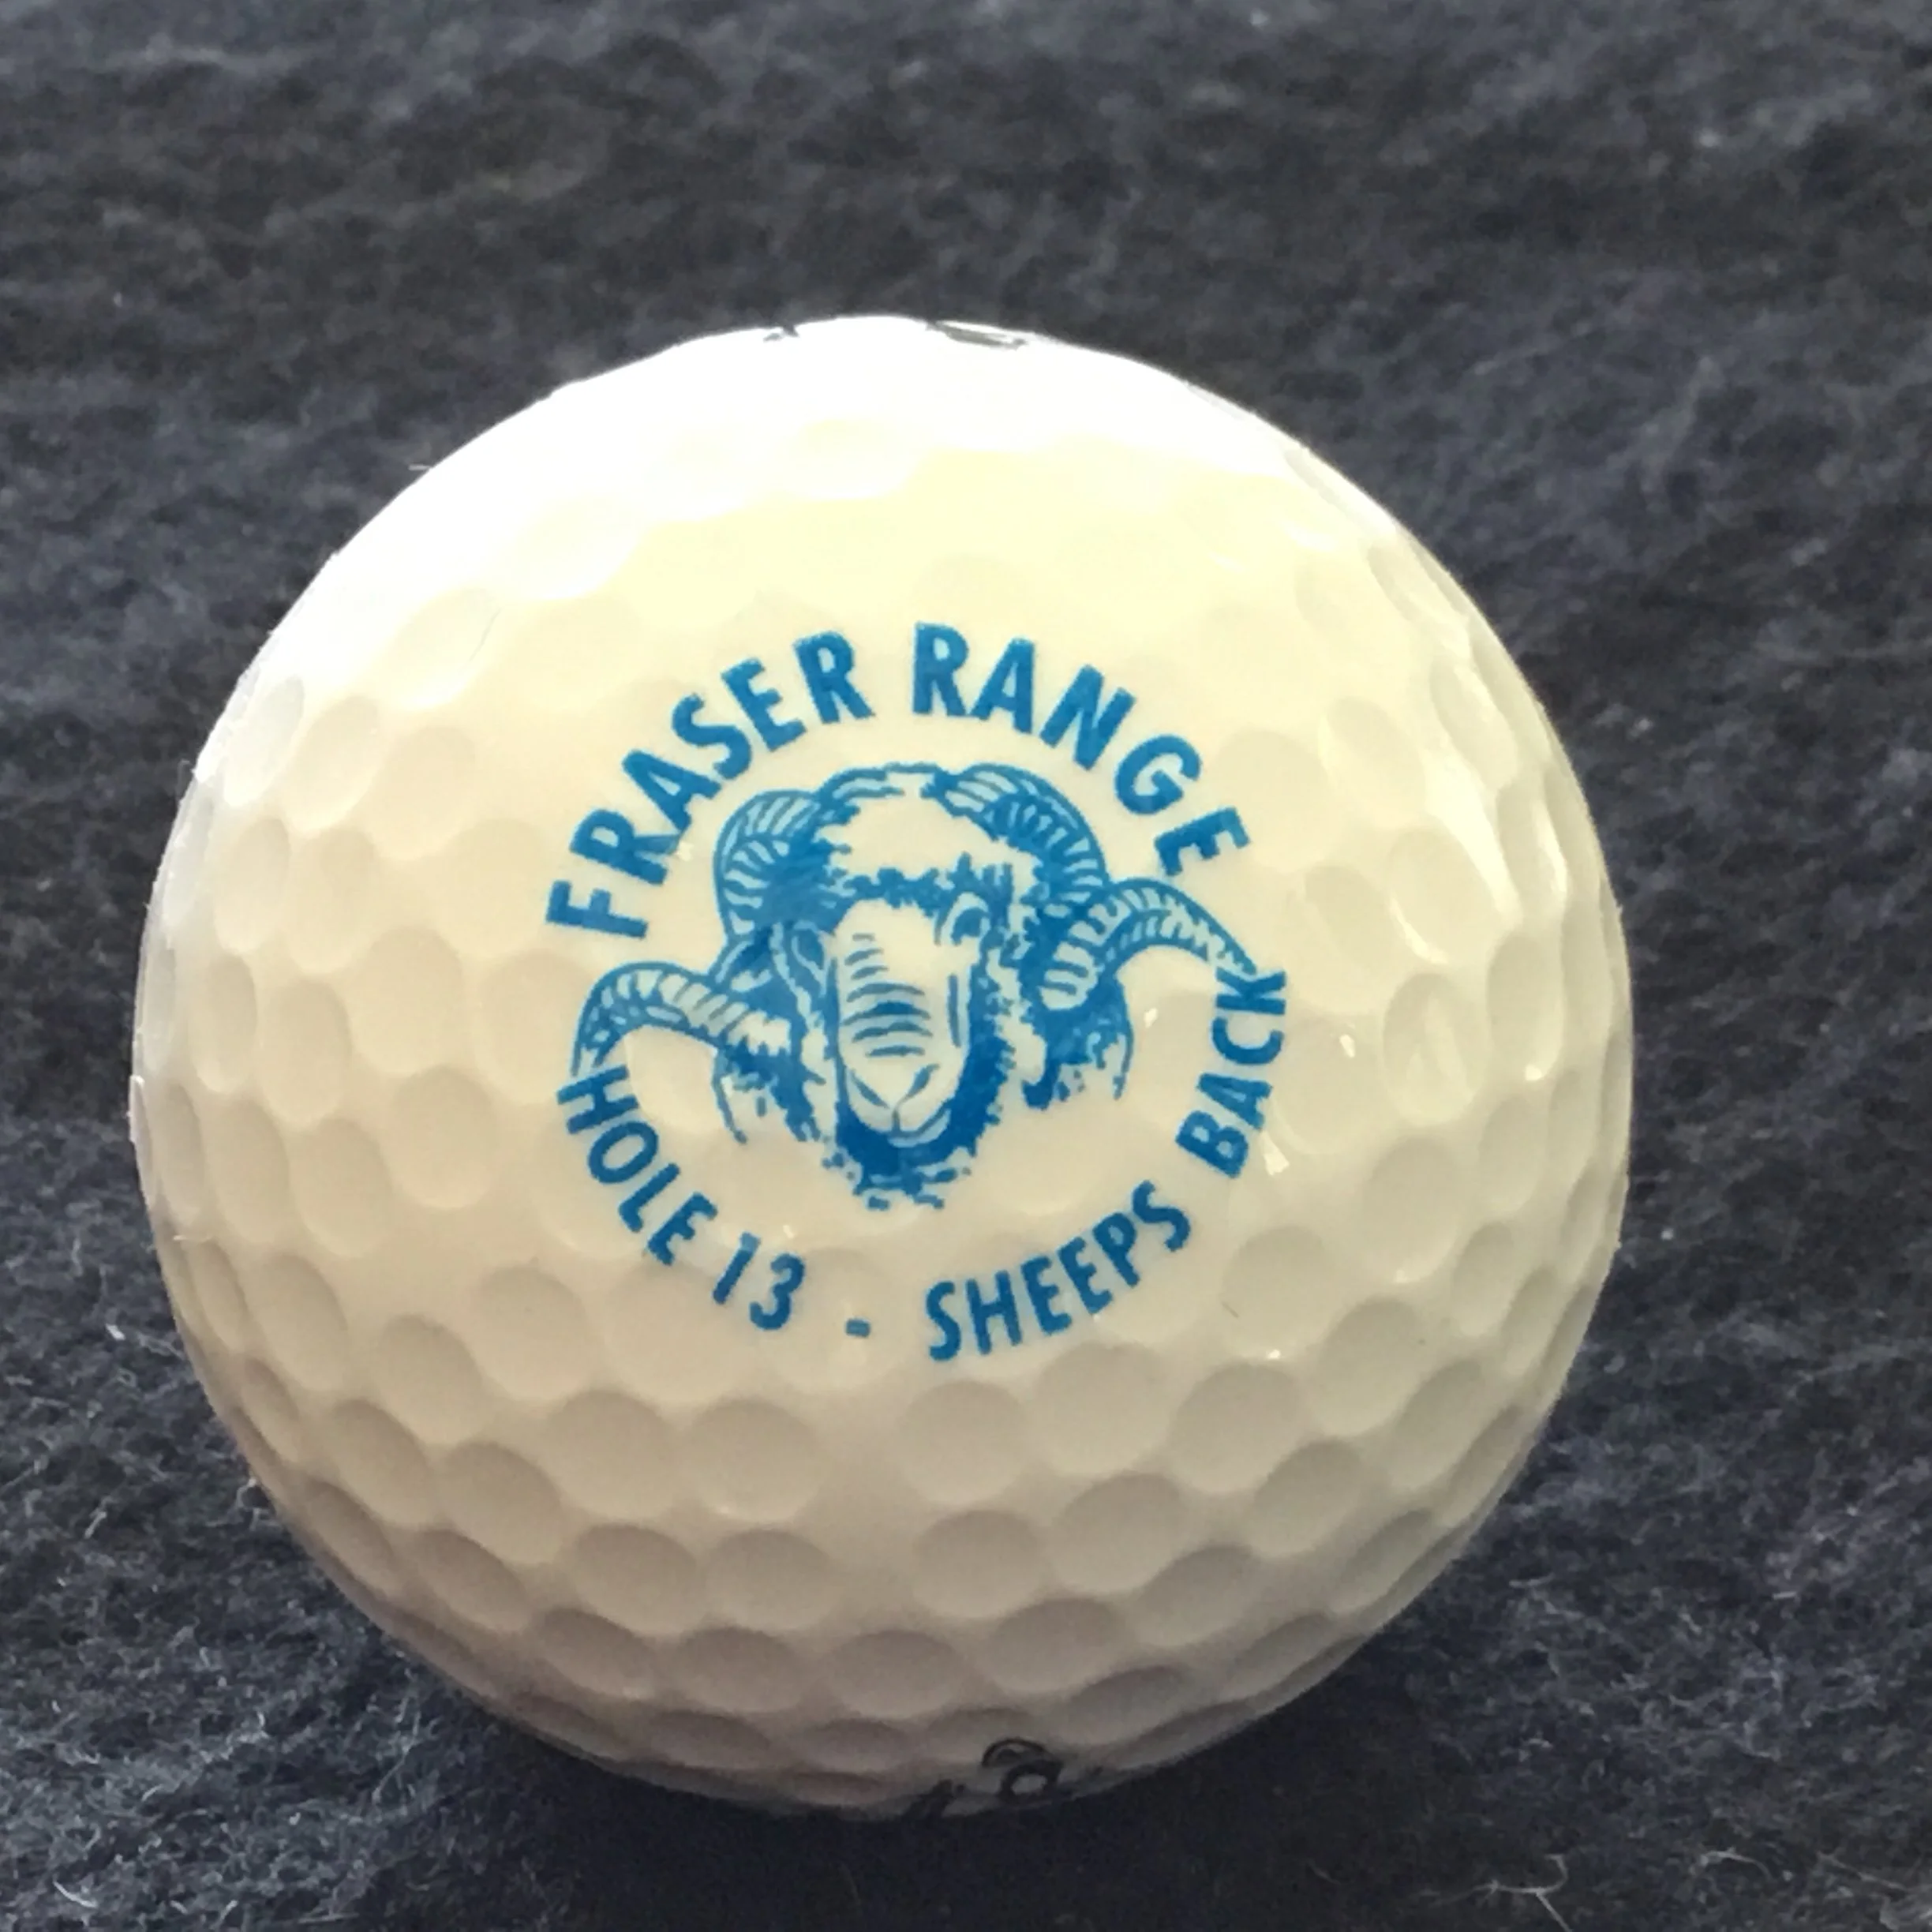 FRASER RANGE
HOLE 13 - SHEEPS BACK